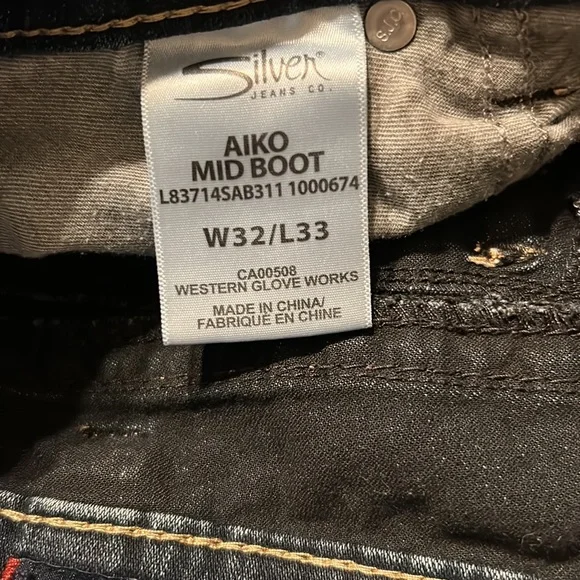 Silver®
JEANS CO.
AIKO
MID BOOT
L83714SAB311 1000674
W32/L33
CA00508
WESTERN GLOVE WORKS
MADE IN CHINA/
FABRIQUE EN CHINE
S.J.C